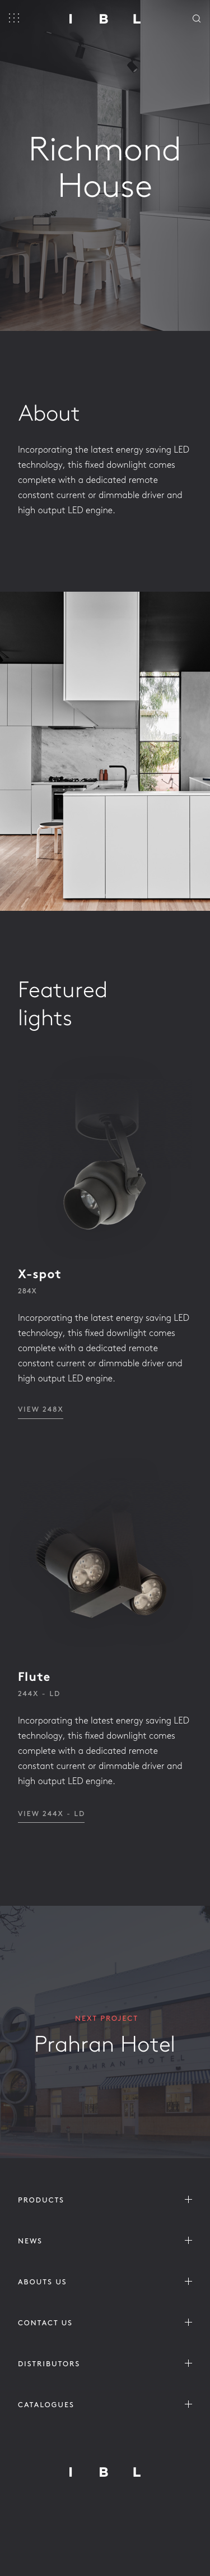 I B L
Richmond
House
About
Incorporating the latest energy saving LED
technology, this fixed downlight comes
complete with a dedicated remote
constant current or dimmable driver and
high output LED engine.
Featured
lights
X-spot
284X
Incorporating the latest energy saving LED
technology, this fixed downlight comes
complete with a dedicated remote
constant current or dimmable driver and
high output LED engine.
VIEW 248X
Flute
244X - LD
Incorporating the latest energy saving LED
technology, this fixed downlight comes
complete with a dedicated remote
constant current or dimmable driver and
high output LED engine.
VIEW 244X - LD
NEXT PROJECT
Prahran Hotel
PRAHRAN HOTEL
PRODUCTS
NEWS
ABOUTS US
CONTACT US
DISTRIBUTORS
CATALOGUES
I B L